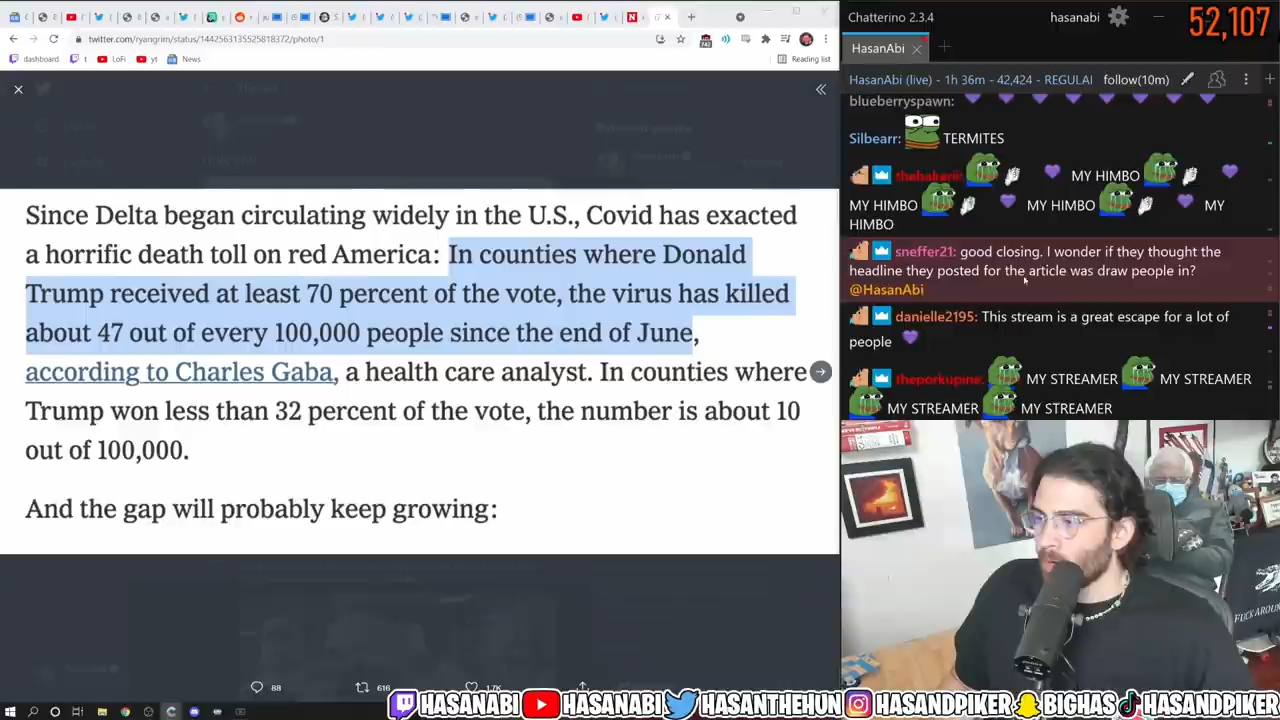 twitter.com/ryangrim/status/1442563135525818372/photo/1
dashboard
LoFi
yt
News
Reading list
Since Delta began circulating widely in the U.S., Covid has exacted
a horrific death toll on red America: In counties where Donald
Trump received at least 70 percent of the vote, the virus has killed
about 47 out of every 100,000 people since the end of June,
according to Charles Gaba, a health care analyst. In counties where
Trump won less than 32 percent of the vote, the number is about 10
out of 100,000.
And the gap will probably keep growing:
88
616
1.7K
Chatterino 2.3.4
hasanabi
52,107
HasanAbi
HasanAbi (live) - 1h 36m - 42,424 - REGULAI
follow(10m)
blueberryspawn:
Silbearr: TERMITES
MY HIMBO
MY HIMBO MY HIMBO MY
HIMBO
sneffer21: good closing. I wonder if they thought the
headline they posted for the article was draw people in?
@HasanAbi
danielle2195: This stream is a great escape for a lot of
people
theporkupine: MY STREAMER MY STREAMER
MY STREAMER MY STREAMER
HASANABI HASANABI HASANTHEHUN HASANDPIKER BIGHAS HASANDPIKER